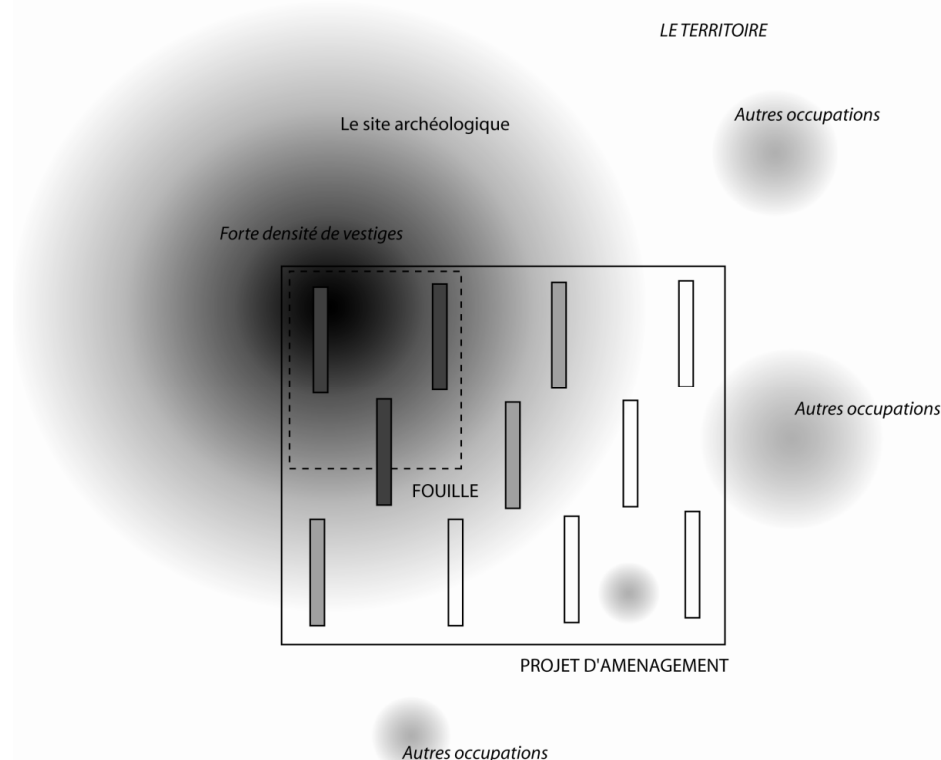 LE TERRITOIRE
Autres occupations
Le site archéologique
Forte densité de vestiges
Autres occupations
FOUILLE
PROJET D'AMENAGEMENT
Autres occupations